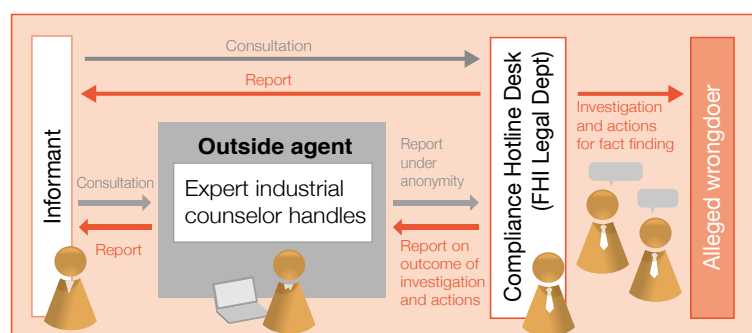 Consultation
Report
Informant
Consultation
Report
Outside agent
Expert industrial
counselor handles
Report
under
anonymity
Report on
outcome of
investigation
and actions
Compliance Hotline Desk
(FHI Legal Dept)
Investigation
and actions
for fact finding
Alleged wrongdoer